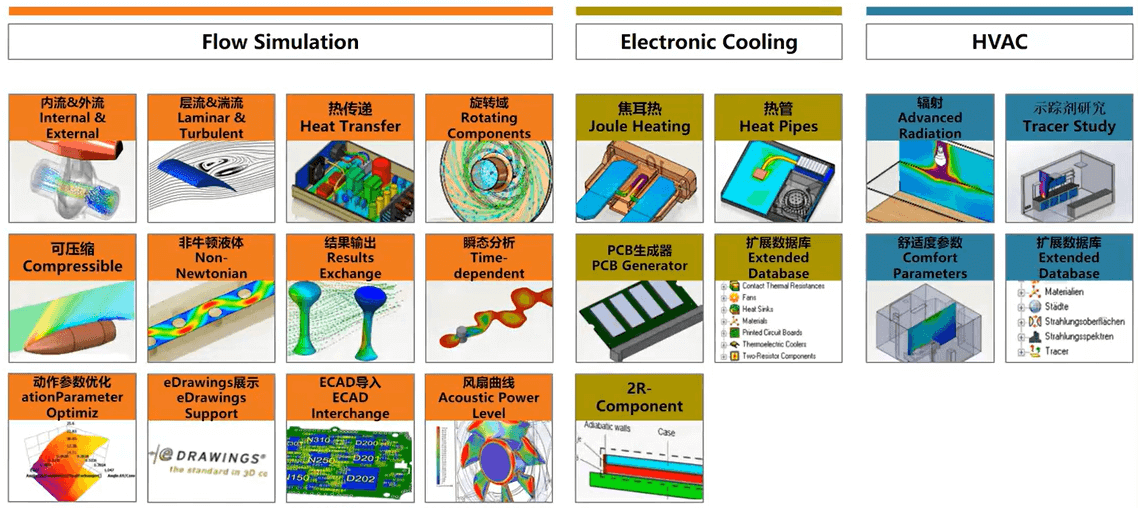 Flow Simulation
Electronic Cooling
HVAC
内流&外流
Internal &
External
层流&湍流
Laminar &
Turbulent
热传递
Heat Transfer
旋转域
Rotating
Components
焦耳热
Joule Heating
热管
Heat Pipes
辐射
Advanced
Radiation
示踪剂研究
Tracer Study
可压缩
Compressible
非牛顿液体
Non-
Newtonian
结果输出
Results
Exchange
瞬态分析
Time-
dependent
PCB生成器
PCB Generator
扩展数据库
Extended
Database
Contact Thermal Resistances
Fans
Heat Sinks
Materials
Printed Circuit Boards
Thermoelectric Coolers
Two-Resistor Components
舒适度参数
Comfort
Parameters
扩展数据库
Extended
Database
Materialien
Städte
Strahlungsoberflächen
Strahlungsspektren
Tracer
动作参数优化
ationParameter
Optimiz
eDrawings展示
eDrawings
Support
eDRAWINGS®
the standard in 3D co
ECAD导入
ECAD
Interchange
N310
D200
N250
D201
N150
D202
风扇曲线
Acoustic Power
Level
2R-
Component
Adiabatic walls
Case